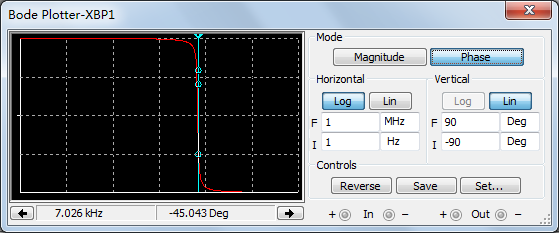 Bode Plotter-XBP1
Mode
Magnitude Phase
Horizontal Vertical
Log Lin Log Lin
F 1 MHz F 90 Deg
I 1 Hz I -90 Deg
Controls
Reverse Save Set...
7.026 kHz -45.043 Deg
+ In − + Out −